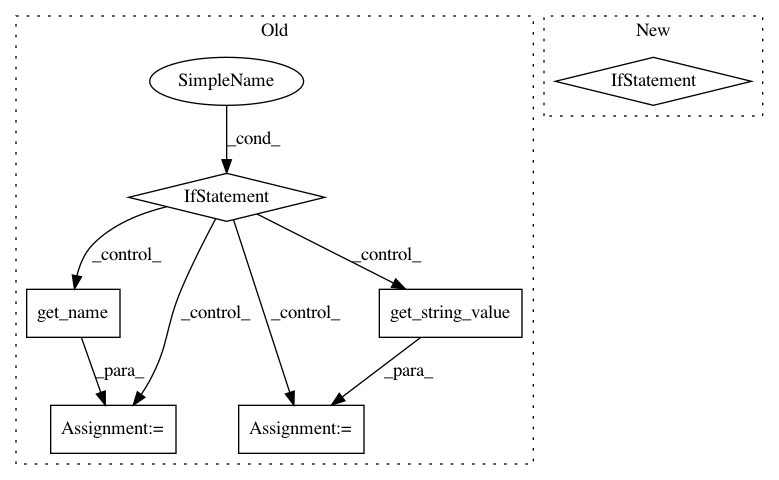 Old
New
SimpleName
IfStatement
_cond_
IfStatement
_control_
_control_
_control_
_control_
get_name
get_string_value
_para_
_para_
Assignment:=
Assignment:=